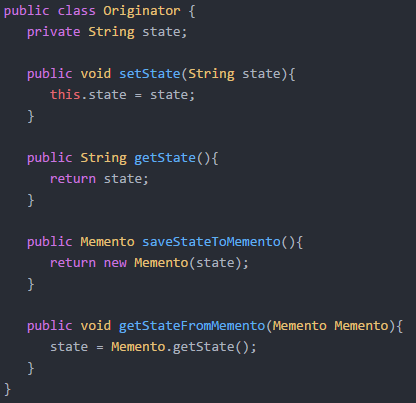 public class Originator {
   private String state;

   public void setState(String state){
      this.state = state;
   }

   public String getState(){
      return state;
   }

   public Memento saveStateToMemento(){
      return new Memento(state);
   }

   public void getStateFromMemento(Memento Memento){
      state = Memento.getState();
   }
}